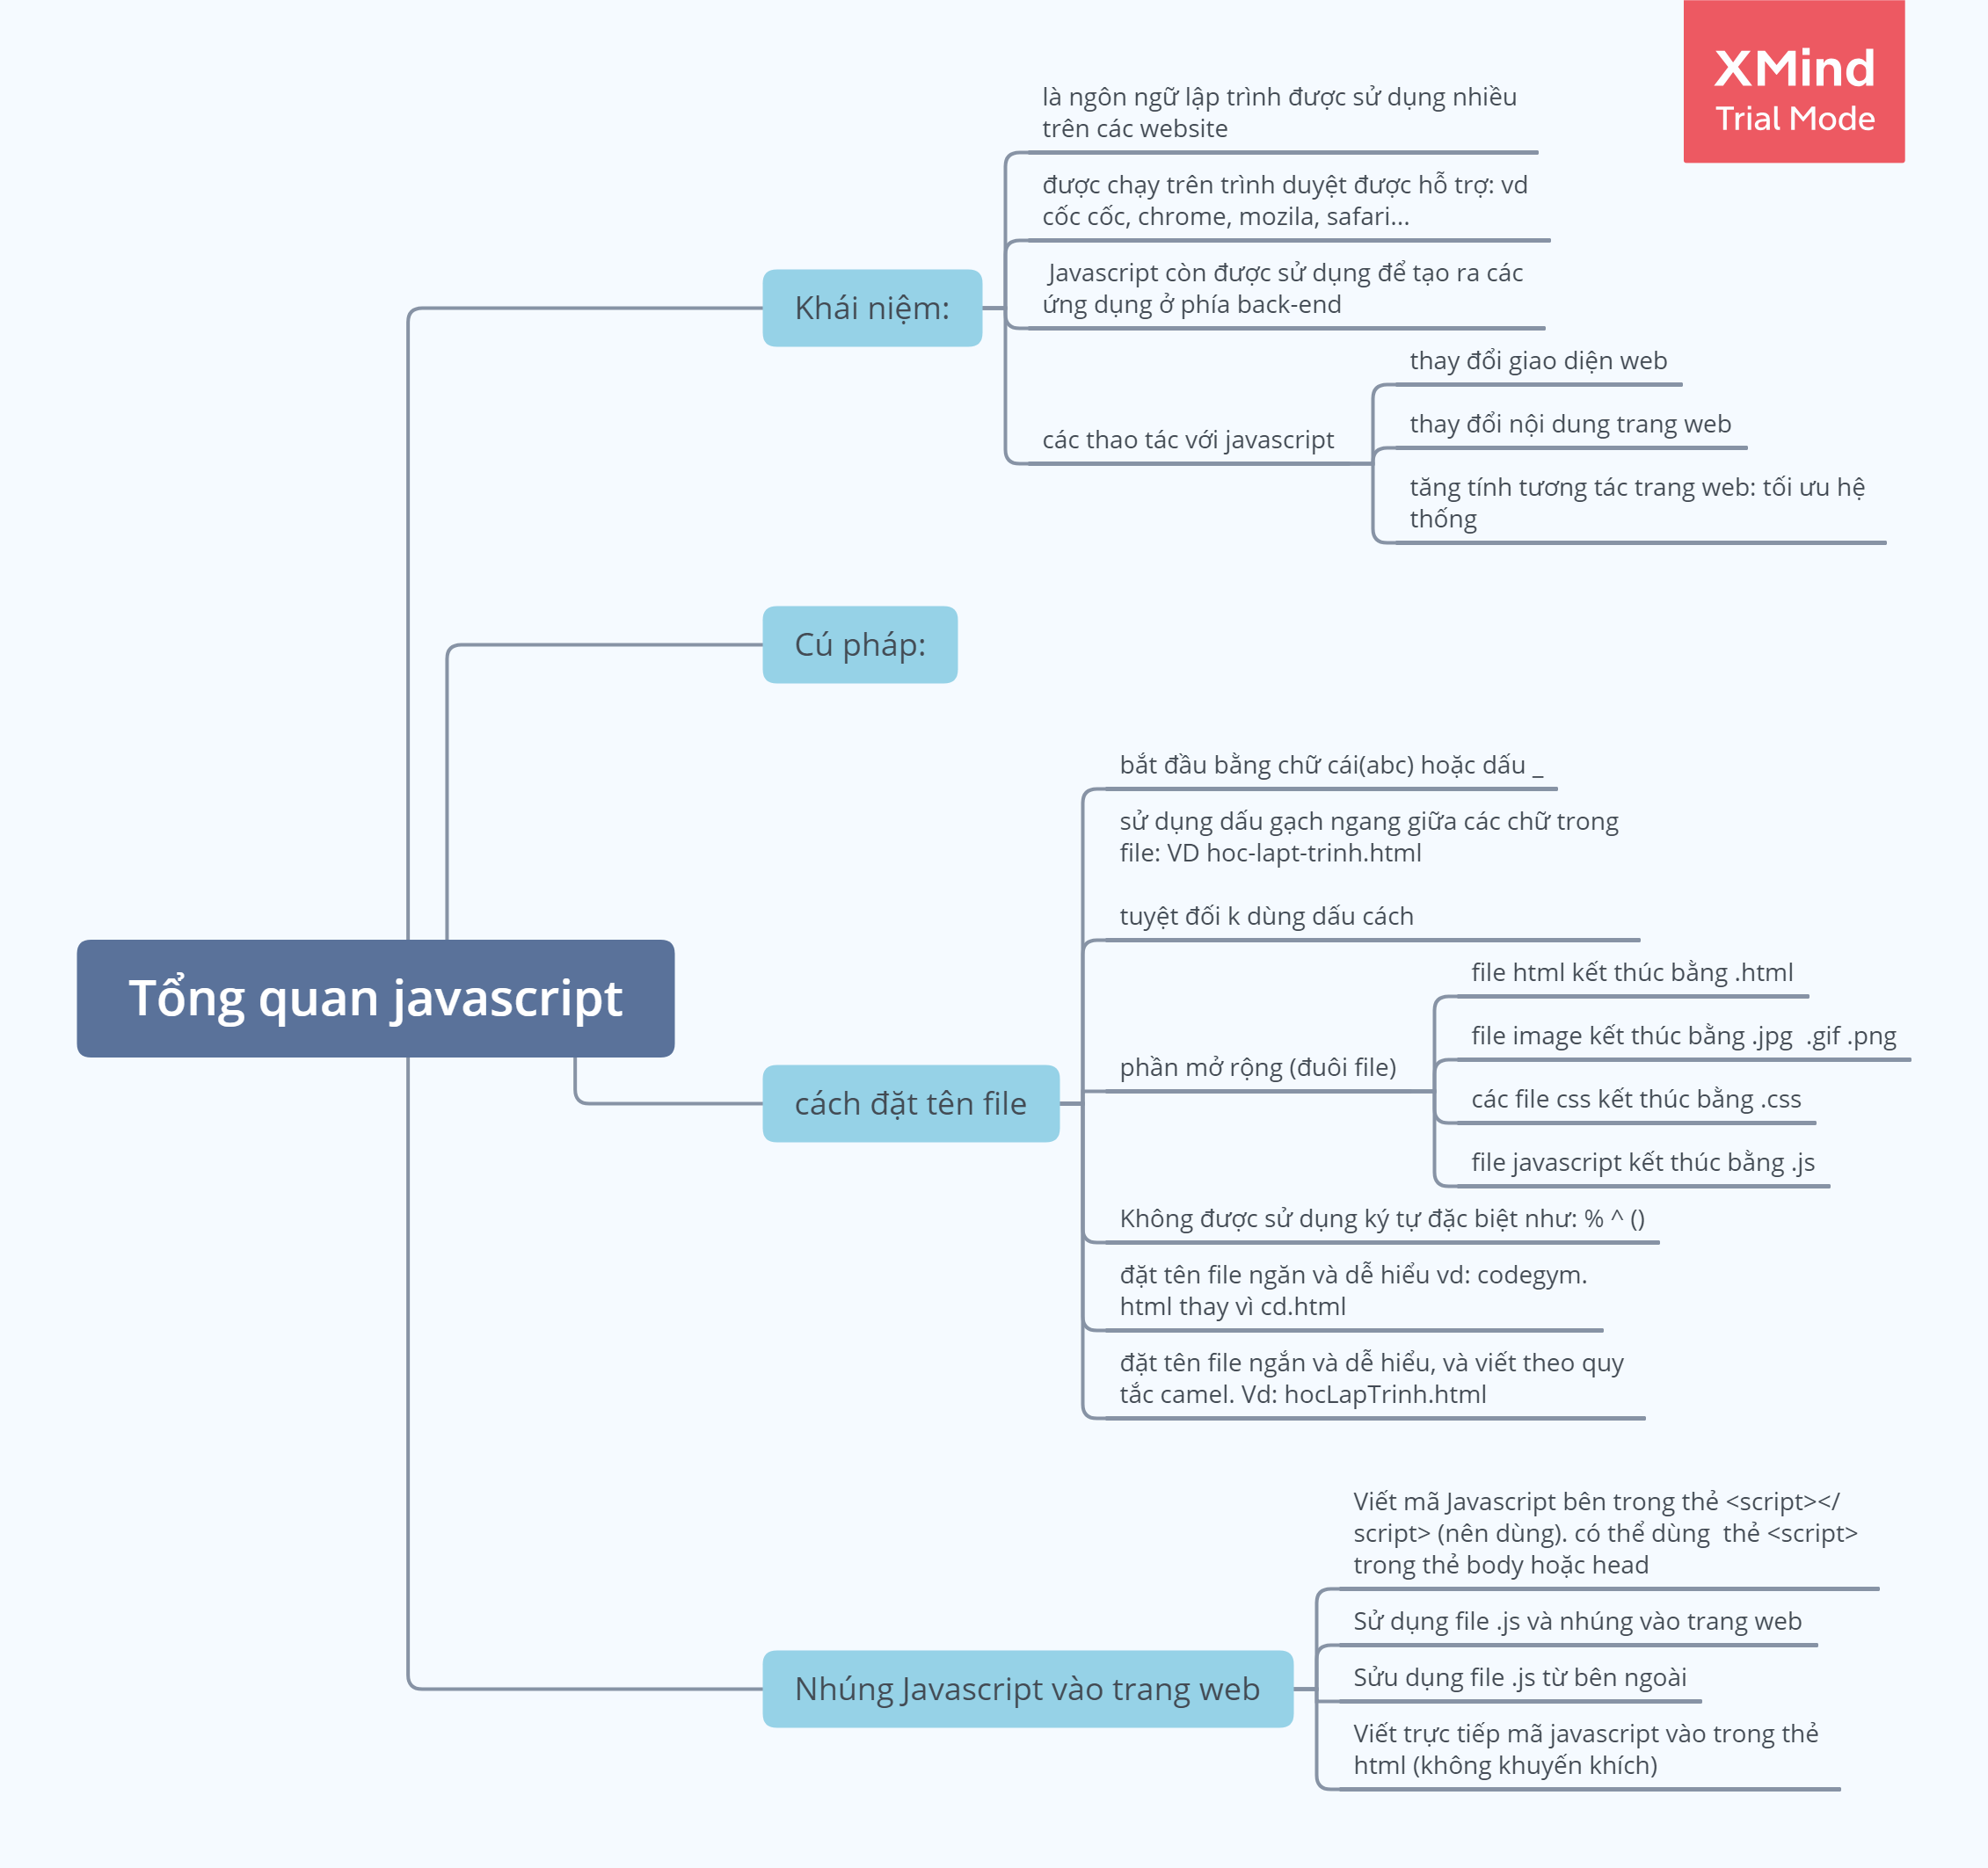 XMind
Trial Mode
là ngôn ngữ lập trình được sử dụng nhiều
trên các website
được chạy trên trình duyệt được hỗ trợ: vd
cốc cốc, chrome, mozila, safari...
Khái niệm:
Javascript còn được sử dụng để tạo ra các
ứng dụng ở phía back-end
các thao tác với javascript
thay đổi giao diện web
thay đổi nội dung trang web
tăng tính tương tác trang web: tối ưu hệ
thống
Cú pháp:
Tổng quan javascript
cách đặt tên file
bắt đầu bằng chữ cái(abc) hoặc dấu _
sử dụng dấu gạch ngang giữa các chữ trong
file: VD hoc-lapt-trinh.html
tuyệt đối k dùng dấu cách
phần mở rộng (đuôi file)
file html kết thúc bằng .html
file image kết thúc bằng .jpg  .gif .png
các file css kết thúc bằng .css
file javascript kết thúc bằng .js
Không được sử dụng ký tự đặc biệt như: % ^ ()
đặt tên file ngăn và dễ hiểu vd: codegym.
html thay vì cd.html
đặt tên file ngắn và dễ hiểu, và viết theo quy
tắc camel. Vd: hocLapTrinh.html
Nhúng Javascript vào trang web
Viết mã Javascript bên trong thẻ <script></
script> (nên dùng). có thể dùng  thẻ <script>
trong thẻ body hoặc head
Sử dụng file .js và nhúng vào trang web
Sửu dụng file .js từ bên ngoài
Viết trực tiếp mã javascript vào trong thẻ
html (không khuyến khích)